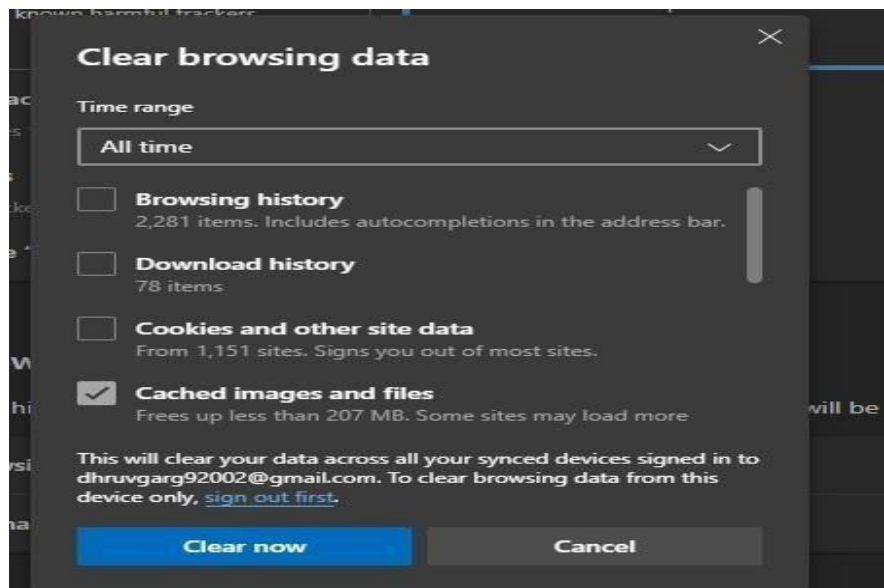 known harmful trackers
Clear browsing data
Time range
All time
Browsing history
2,281 items. Includes autocompletions in the address bar.
Download history
78 items
Cookies and other site data
From 1,151 sites. Signs you out of most sites.
Cached images and files
Frees up less than 207 MB. Some sites may load more
will be
This will clear your data across all your synced devices signed in to
dhruvgarg92002@gmail.com. To clear browsing data from this
device only, sign out first.
Clear now
Cancel